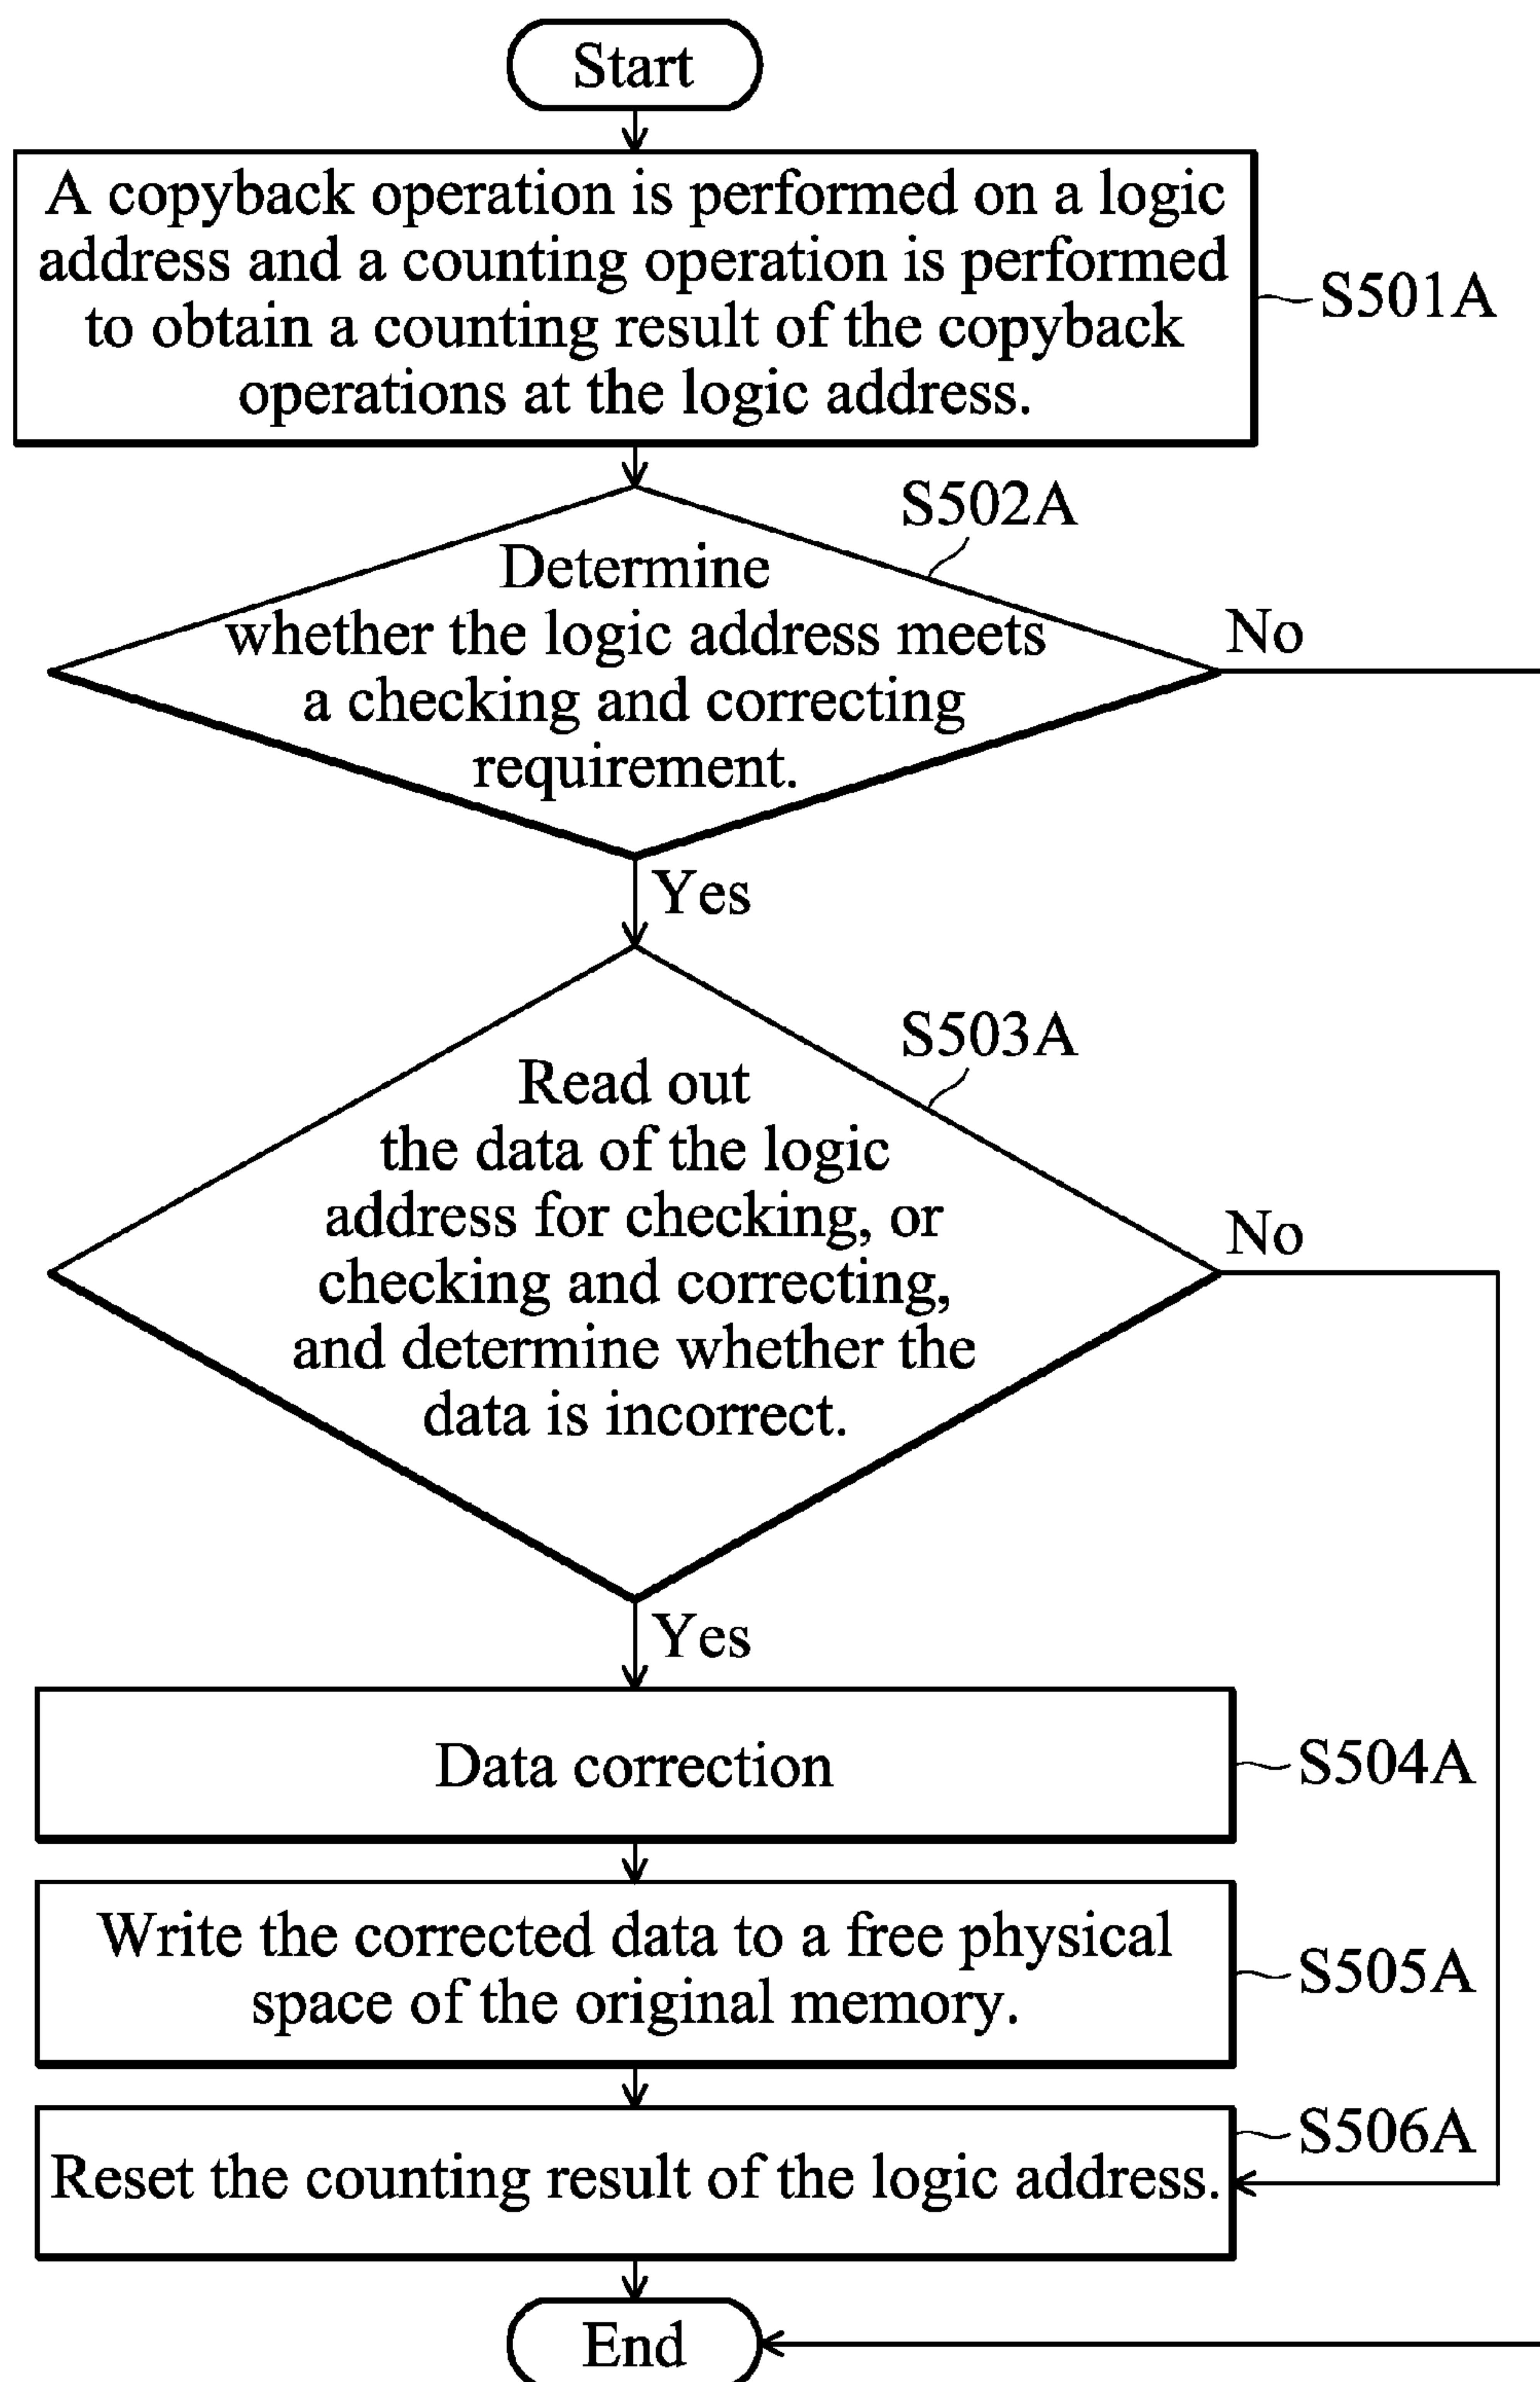 Start
A copyback operation is performed on a logic
address and a counting operation is performed
to obtain a counting result of the copyback
operations at the logic address.
S501A
S502A
Determine
whether the logic address meets
a checking and correcting
requirement.
No
Yes
S503A
Read out
the data of the logic
address for checking, or
checking and correcting,
and determine whether the
data is incorrect.
No
Yes
Data correction
S504A
Write the corrected data to a free physical
space of the original memory.
S505A
S506A
Reset the counting result of the logic address.
End